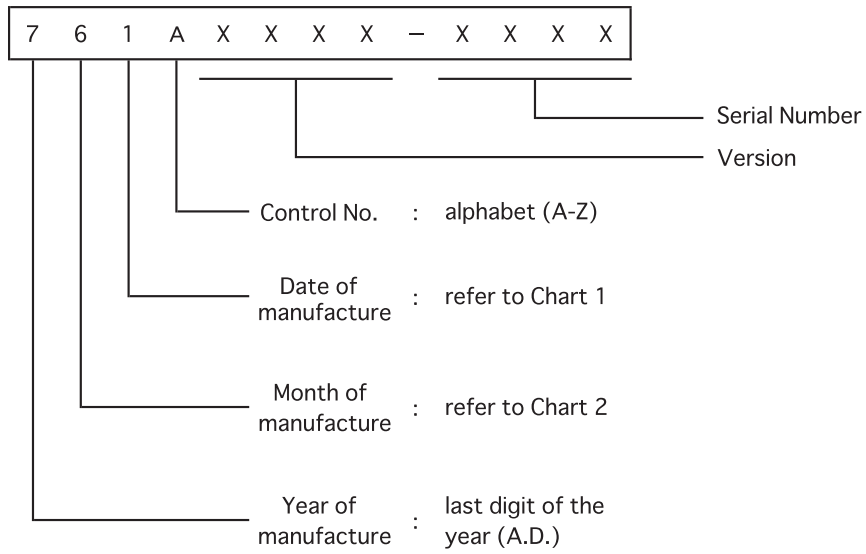 7 6 1 A X X X X – X X X X
Serial Number
Version
Control No. : alphabet (A-Z)
Date of
manufacture : refer to Chart 1
Month of
manufacture : refer to Chart 2
Year of
manufacture : last digit of the
year (A.D.)